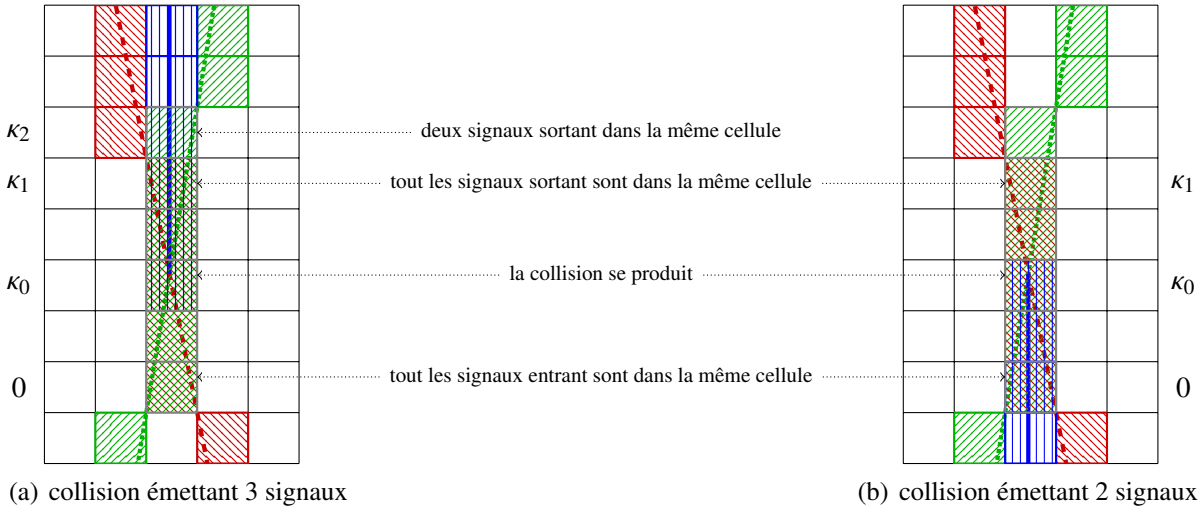 κ₂
deux signaux sortant dans la même cellule
κ₁
tout les signaux sortant sont dans la même cellule
κ₁
κ₀
la collision se produit
κ₀
0
tout les signaux entrant sont dans la même cellule
0
(a) collision émettant 3 signaux
(b) collision émettant 2 signaux